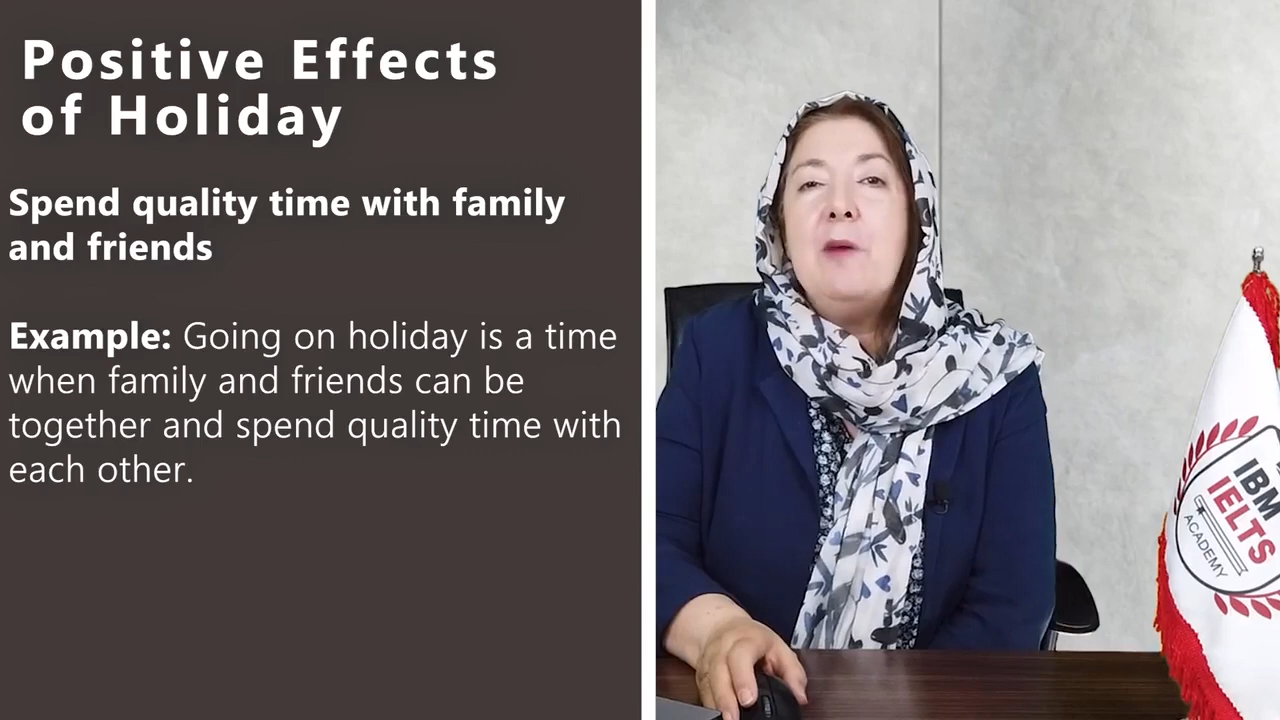 Positive Effects
of Holiday
Spend quality time with family
and friends
Example: Going on holiday is a time
when family and friends can be
together and spend quality time with
each other.
IBM
IELTS
ACADEMY